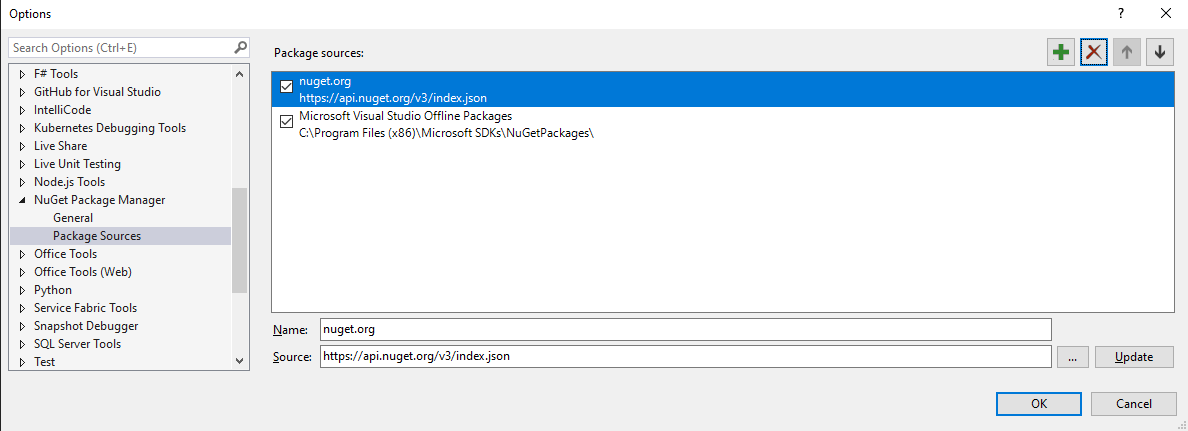 Options
?
Search Options (Ctrl+E)
F# Tools
GitHub for Visual Studio
IntelliCode
Kubernetes Debugging Tools
Live Share
Live Unit Testing
Node.js Tools
NuGet Package Manager
General
Package Sources
Office Tools
Office Tools (Web)
Python
Service Fabric Tools
Snapshot Debugger
SQL Server Tools
Test
Package sources:
nuget.org
https://api.nuget.org/v3/index.json
Microsoft Visual Studio Offline Packages
C:\Program Files (x86)\Microsoft SDKs\NuGetPackages\
Name: nuget.org
Source: https://api.nuget.org/v3/index.json ... Update
OK Cancel